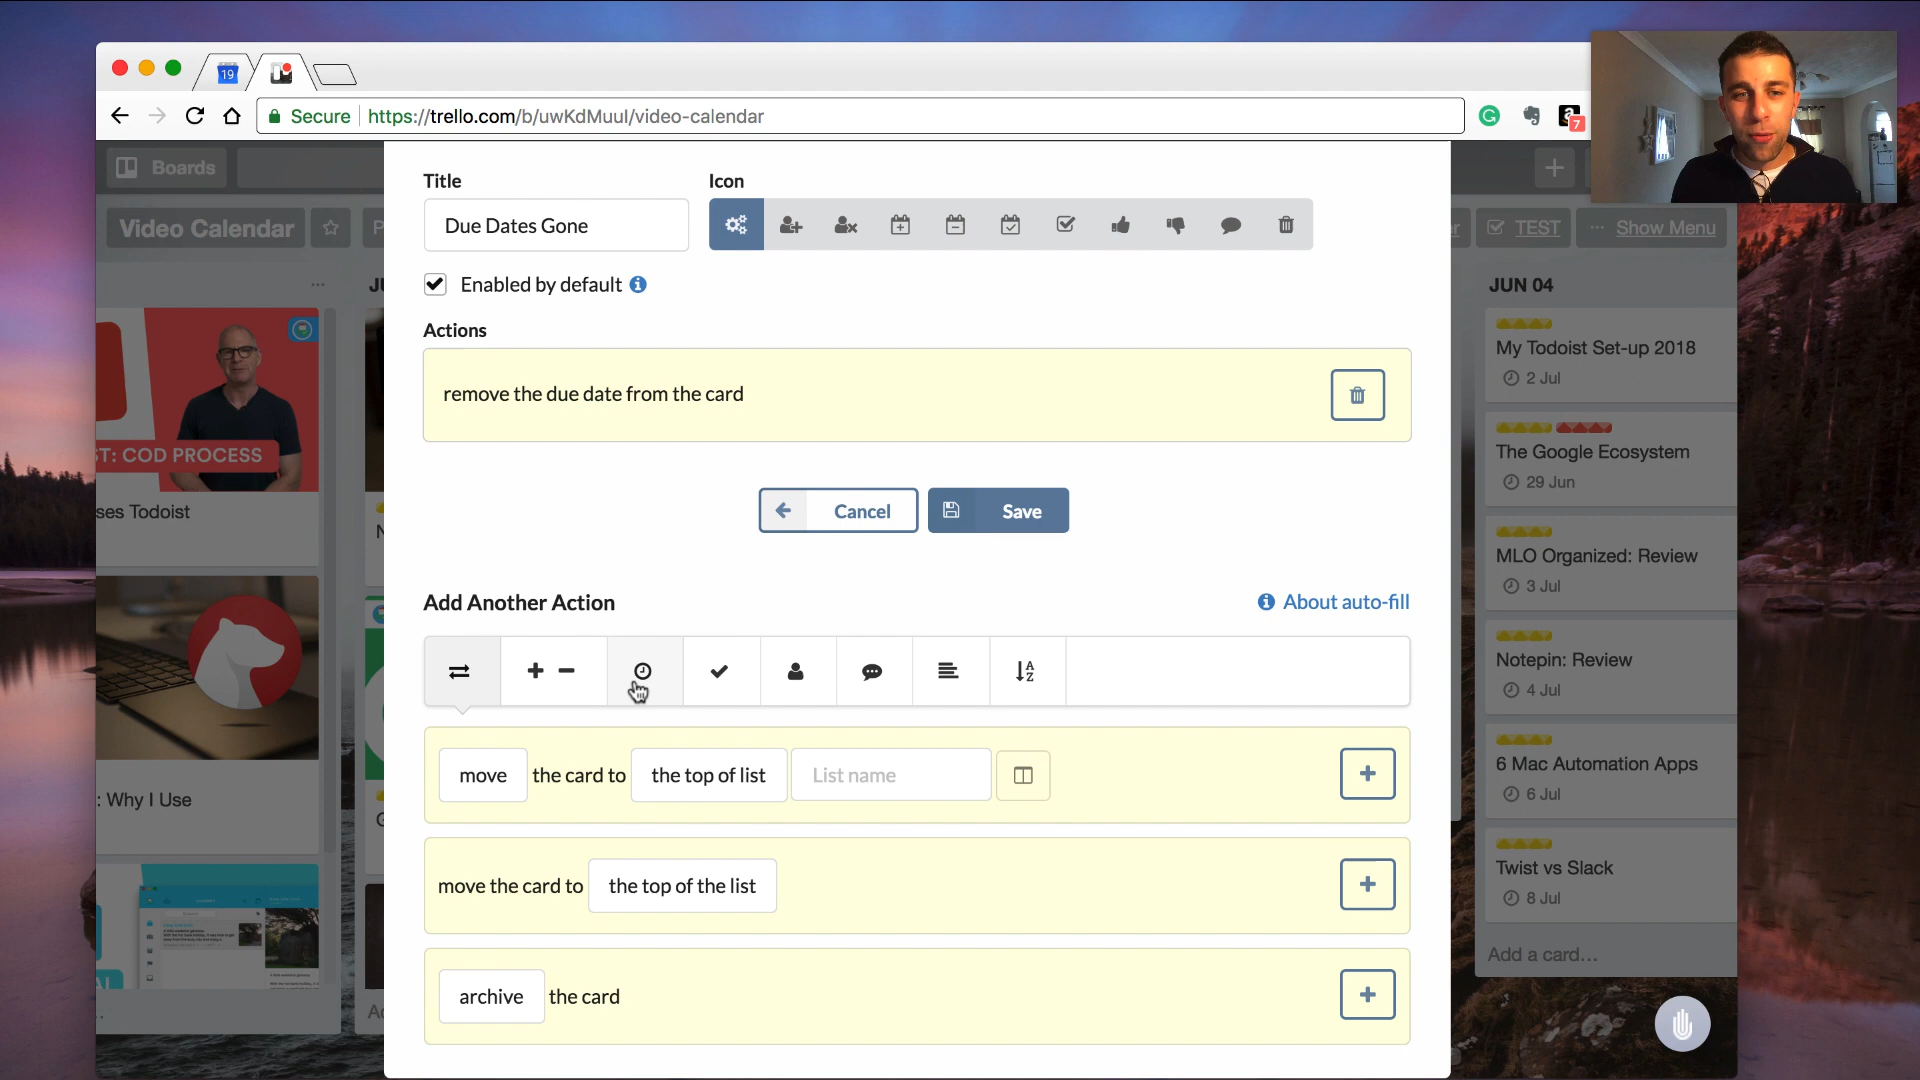 19
Secure https://trello.com/b/uwKdMuul/video-calendar
7
Boards
Video Calendar
P
TEST
Show Menu
Title
Icon
Due Dates Gone
Enabled by default
Actions
remove the due date from the card
Cancel
Save
Add Another Action
About auto-fill
move the card to the top of list List name
move the card to the top of the list
archive the card
T: COD PROCESS
ses Todoist
: Why I Use
JUN 04
My Todoist Set-up 2018
2 Jul
The Google Ecosystem
29 Jun
MLO Organized: Review
3 Jul
Notepin: Review
4 Jul
6 Mac Automation Apps
6 Jul
Twist vs Slack
8 Jul
Add a card...